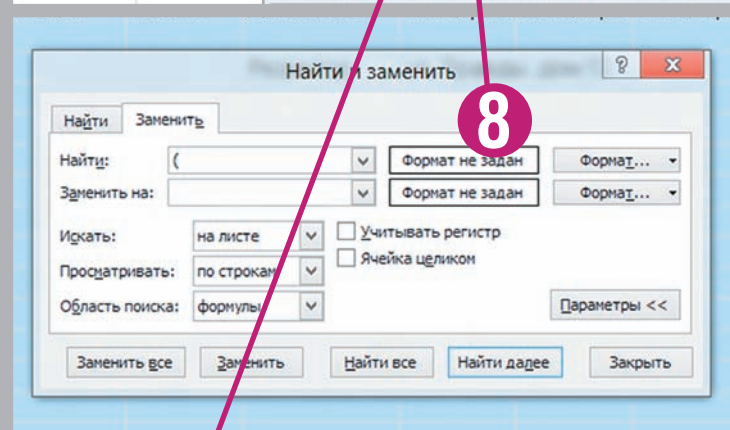 Найти и заменить
8
Найти Заменить
Найти: ( Формат не задан Формат...
Заменить на: Формат не задан Формат...
Искать: на листе Учитывать регистр
Просматривать: по строкам Ячейка целиком
Область поиска: формулы Параметры <<
Заменить все Заменить Найти все Найти далее Закрыть